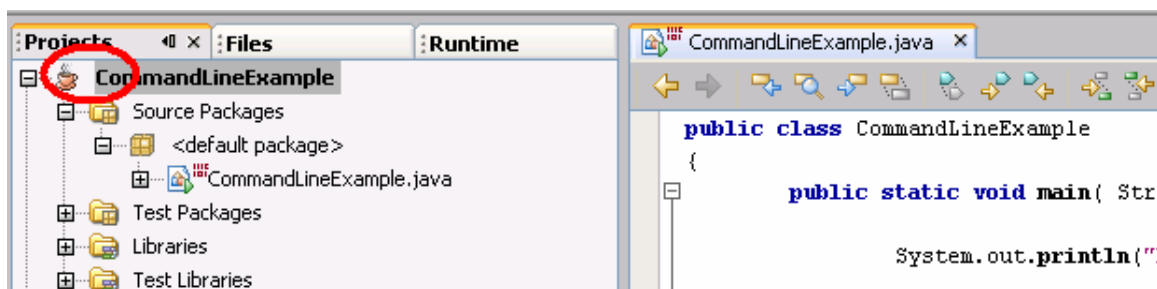 Projects
Files
Runtime
CommandLineExample
Source Packages
<default package>
CommandLineExample.java
Test Packages
Libraries
Test Libraries
CommandLineExample.java
public class CommandLineExample
{
public static void main( Str
System.out.println("